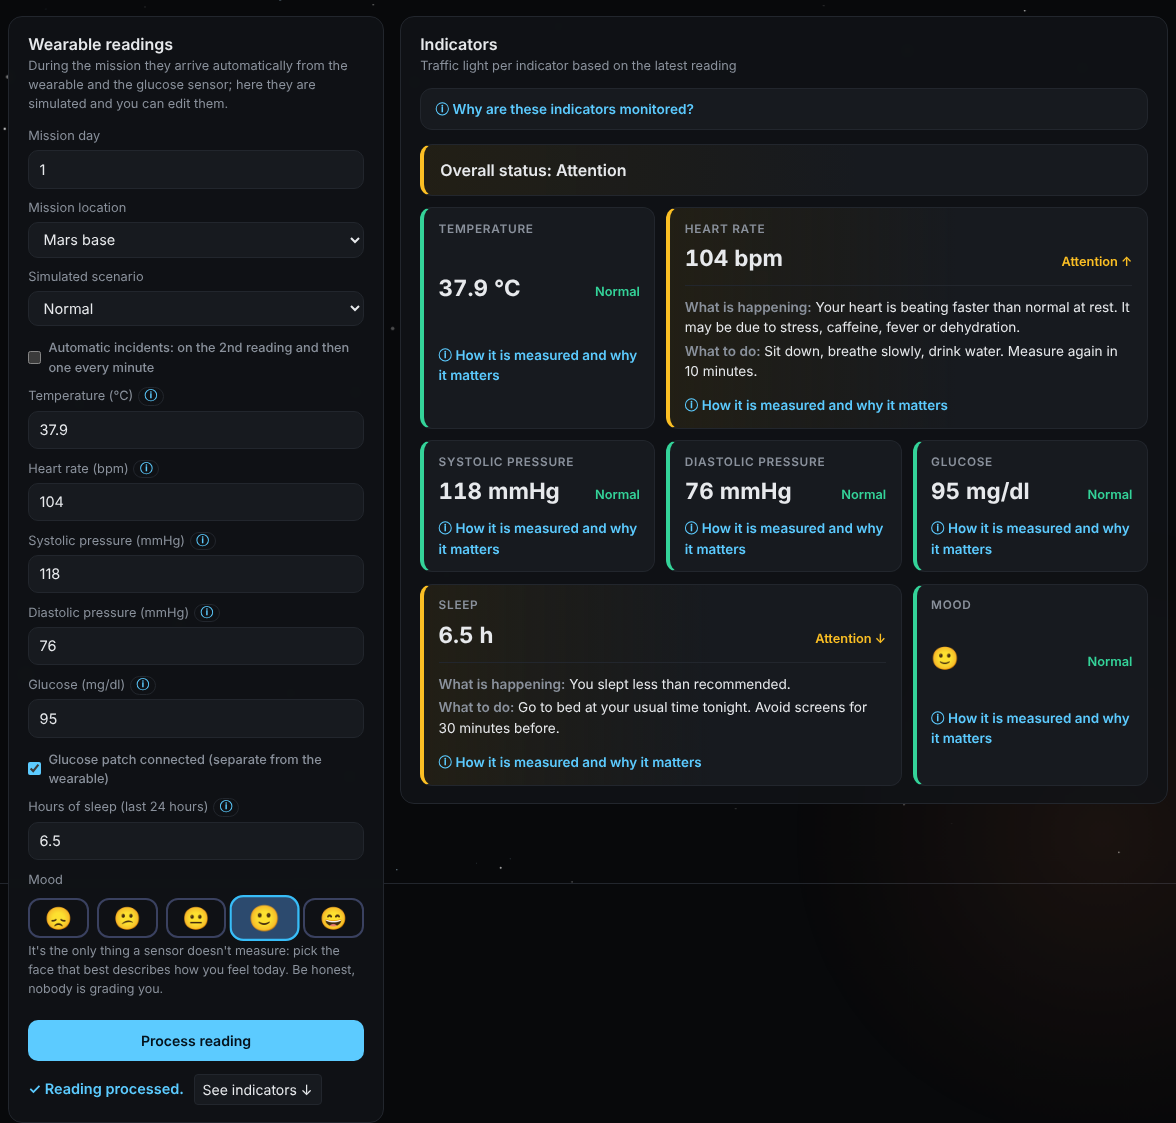 Wearable readings
During the mission they arrive automatically from the
wearable and the glucose sensor; here they are
simulated and you can edit them.
Mission day
1
Mission location
Mars base
Simulated scenario
Normal
Automatic incidents: on the 2nd reading and then
one every minute
Temperature (°C) ⓘ
37.9
Heart rate (bpm) ⓘ
104
Systolic pressure (mmHg) ⓘ
118
Diastolic pressure (mmHg) ⓘ
76
Glucose (mg/dl) ⓘ
95
Glucose patch connected (separate from the
wearable)
Hours of sleep (last 24 hours) ⓘ
6.5
Mood
It's the only thing a sensor doesn't measure: pick the
face that best describes how you feel today. Be honest,
nobody is grading you.
Process reading
✓ Reading processed.
See indicators ↓
Indicators
Traffic light per indicator based on the latest reading
ⓘ Why are these indicators monitored?
Overall status: Attention
TEMPERATURE
37.9 °C
Normal
ⓘ How it is measured and why
it matters
HEART RATE
104 bpm
Attention ↑
What is happening: Your heart is beating faster than normal at rest. It
may be due to stress, caffeine, fever or dehydration.
What to do: Sit down, breathe slowly, drink water. Measure again in
10 minutes.
ⓘ How it is measured and why it matters
SYSTOLIC PRESSURE
118 mmHg
Normal
ⓘ How it is measured and why
it matters
DIASTOLIC PRESSURE
76 mmHg
Normal
ⓘ How it is measured and why
it matters
GLUCOSE
95 mg/dl
Normal
ⓘ How it is measured and why
it matters
SLEEP
6.5 h
Attention ↓
What is happening: You slept less than recommended.
What to do: Go to bed at your usual time tonight. Avoid screens for
30 minutes before.
ⓘ How it is measured and why it matters
MOOD
🙂
Normal
ⓘ How it is measured and why
it matters